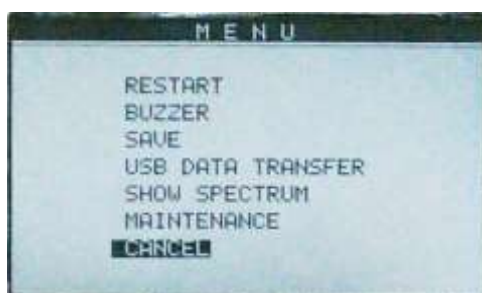 MENU
RESTART
BUZZER
SAVE
USB DATA TRANSFER
SHOW SPECTRUM
MAINTENANCE
CANCEL